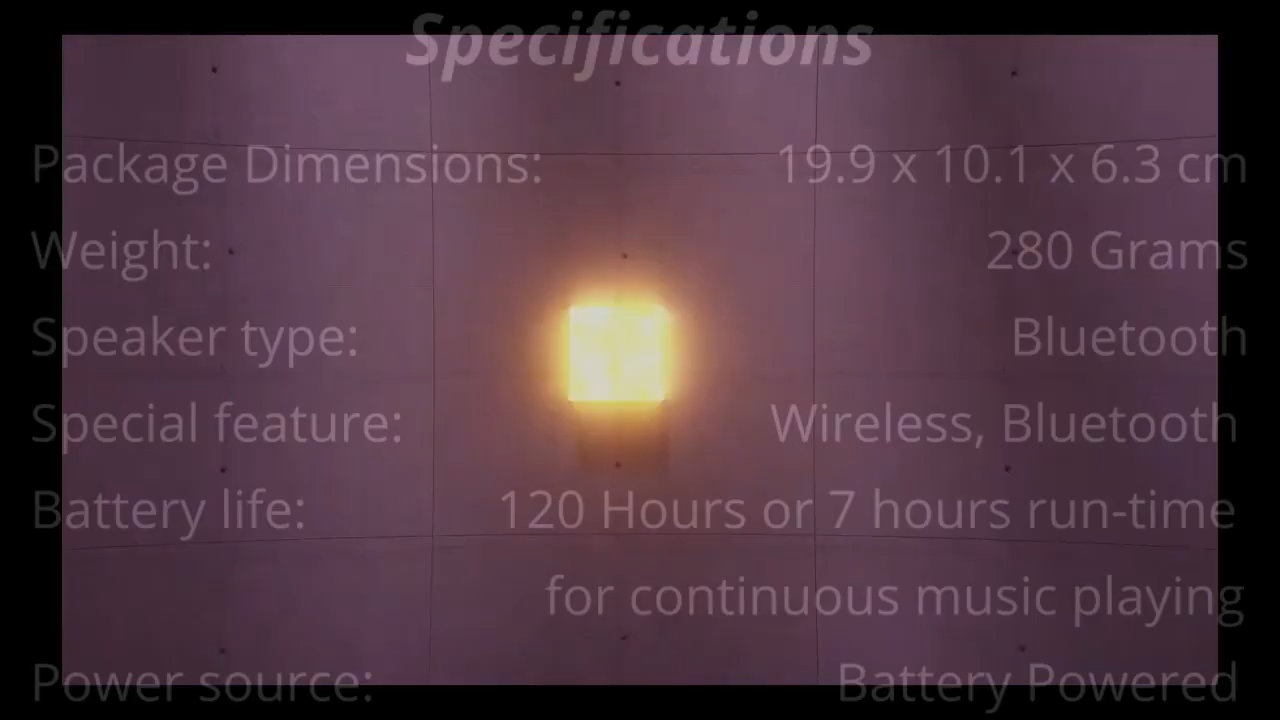 Specifications
Package Dimensions: 19.9 x 10.1 x 6.3 cm
Weight: 280 Grams
Speaker type: Bluetooth
Special feature: Wireless, Bluetooth
Battery life: 120 Hours or 7 hours run-time
for continuous music playing
Power source: Battery Powered